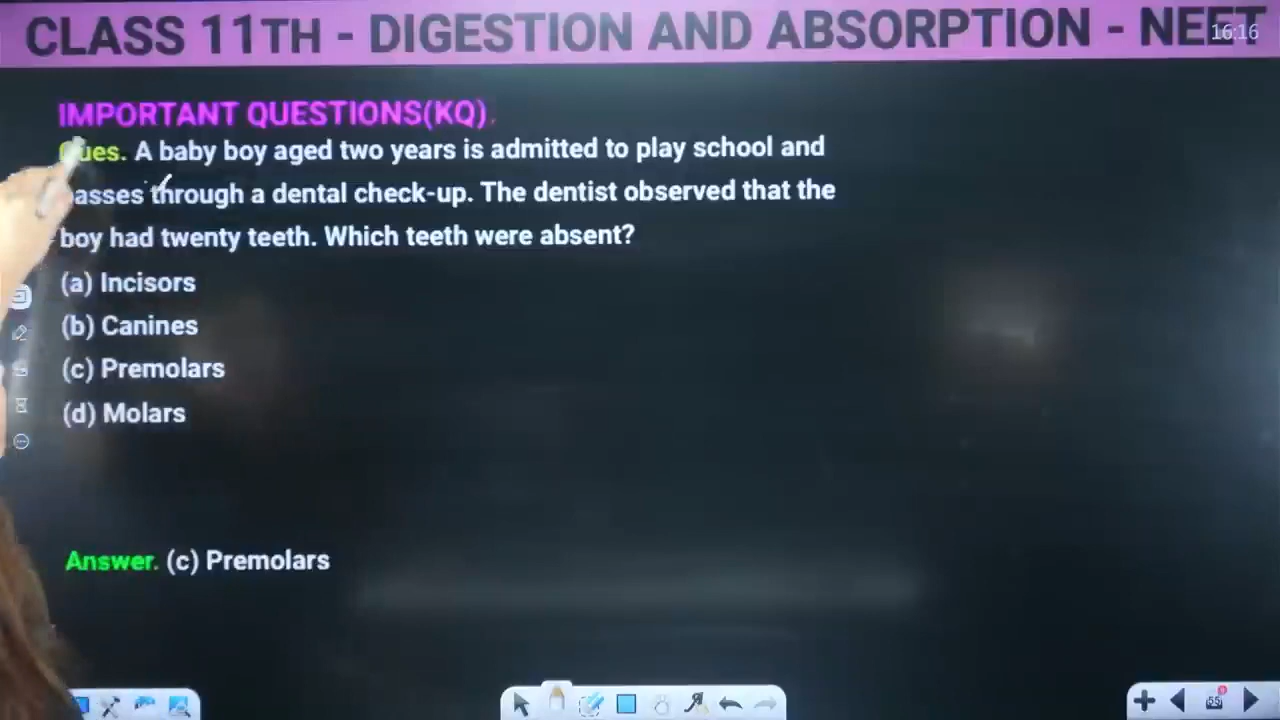 CLASS 11TH - DIGESTION AND ABSORPTION - NEET
16:16
IMPORTANT QUESTIONS(KQ).
Ques. A baby boy aged two years is admitted to play school and
passes through a dental check-up. The dentist observed that the
boy had twenty teeth. Which teeth were absent?
(a) Incisors
(b) Canines
(c) Premolars
(d) Molars
Answer. (c) Premolars